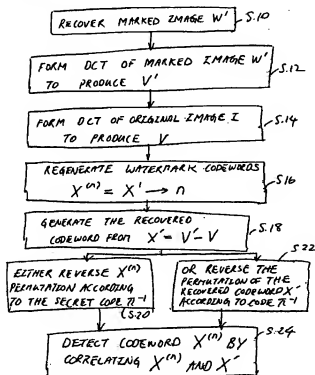 RECOVER MARKED IMAGE W'
S.10
FORM DCT OF MARKED IMAGE W'
TO PRODUCE V'
S.12
FORM DCT OF ORIGINAL IMAGE I
TO PRODUCE V
S.14
REGENERATE WATERMARK CODEWORDS
X(n) = X' → n
S16
GENERATE THE RECOVERED
CODEWORD FROM X' = V' - V
S.18
EITHER REVERSE X(n)
PERMUTATION ACCORDING
TO THE SECRET CODE π-1
S.20
OR REVERSE THE
PERMUTATION OF THE
RECOVERED CODEWORD X'
ACCORDING TO CODE π-1
S.22
DETECT CODEWORD X(n) BY
CORRELATING X(n) AND X'
S.24